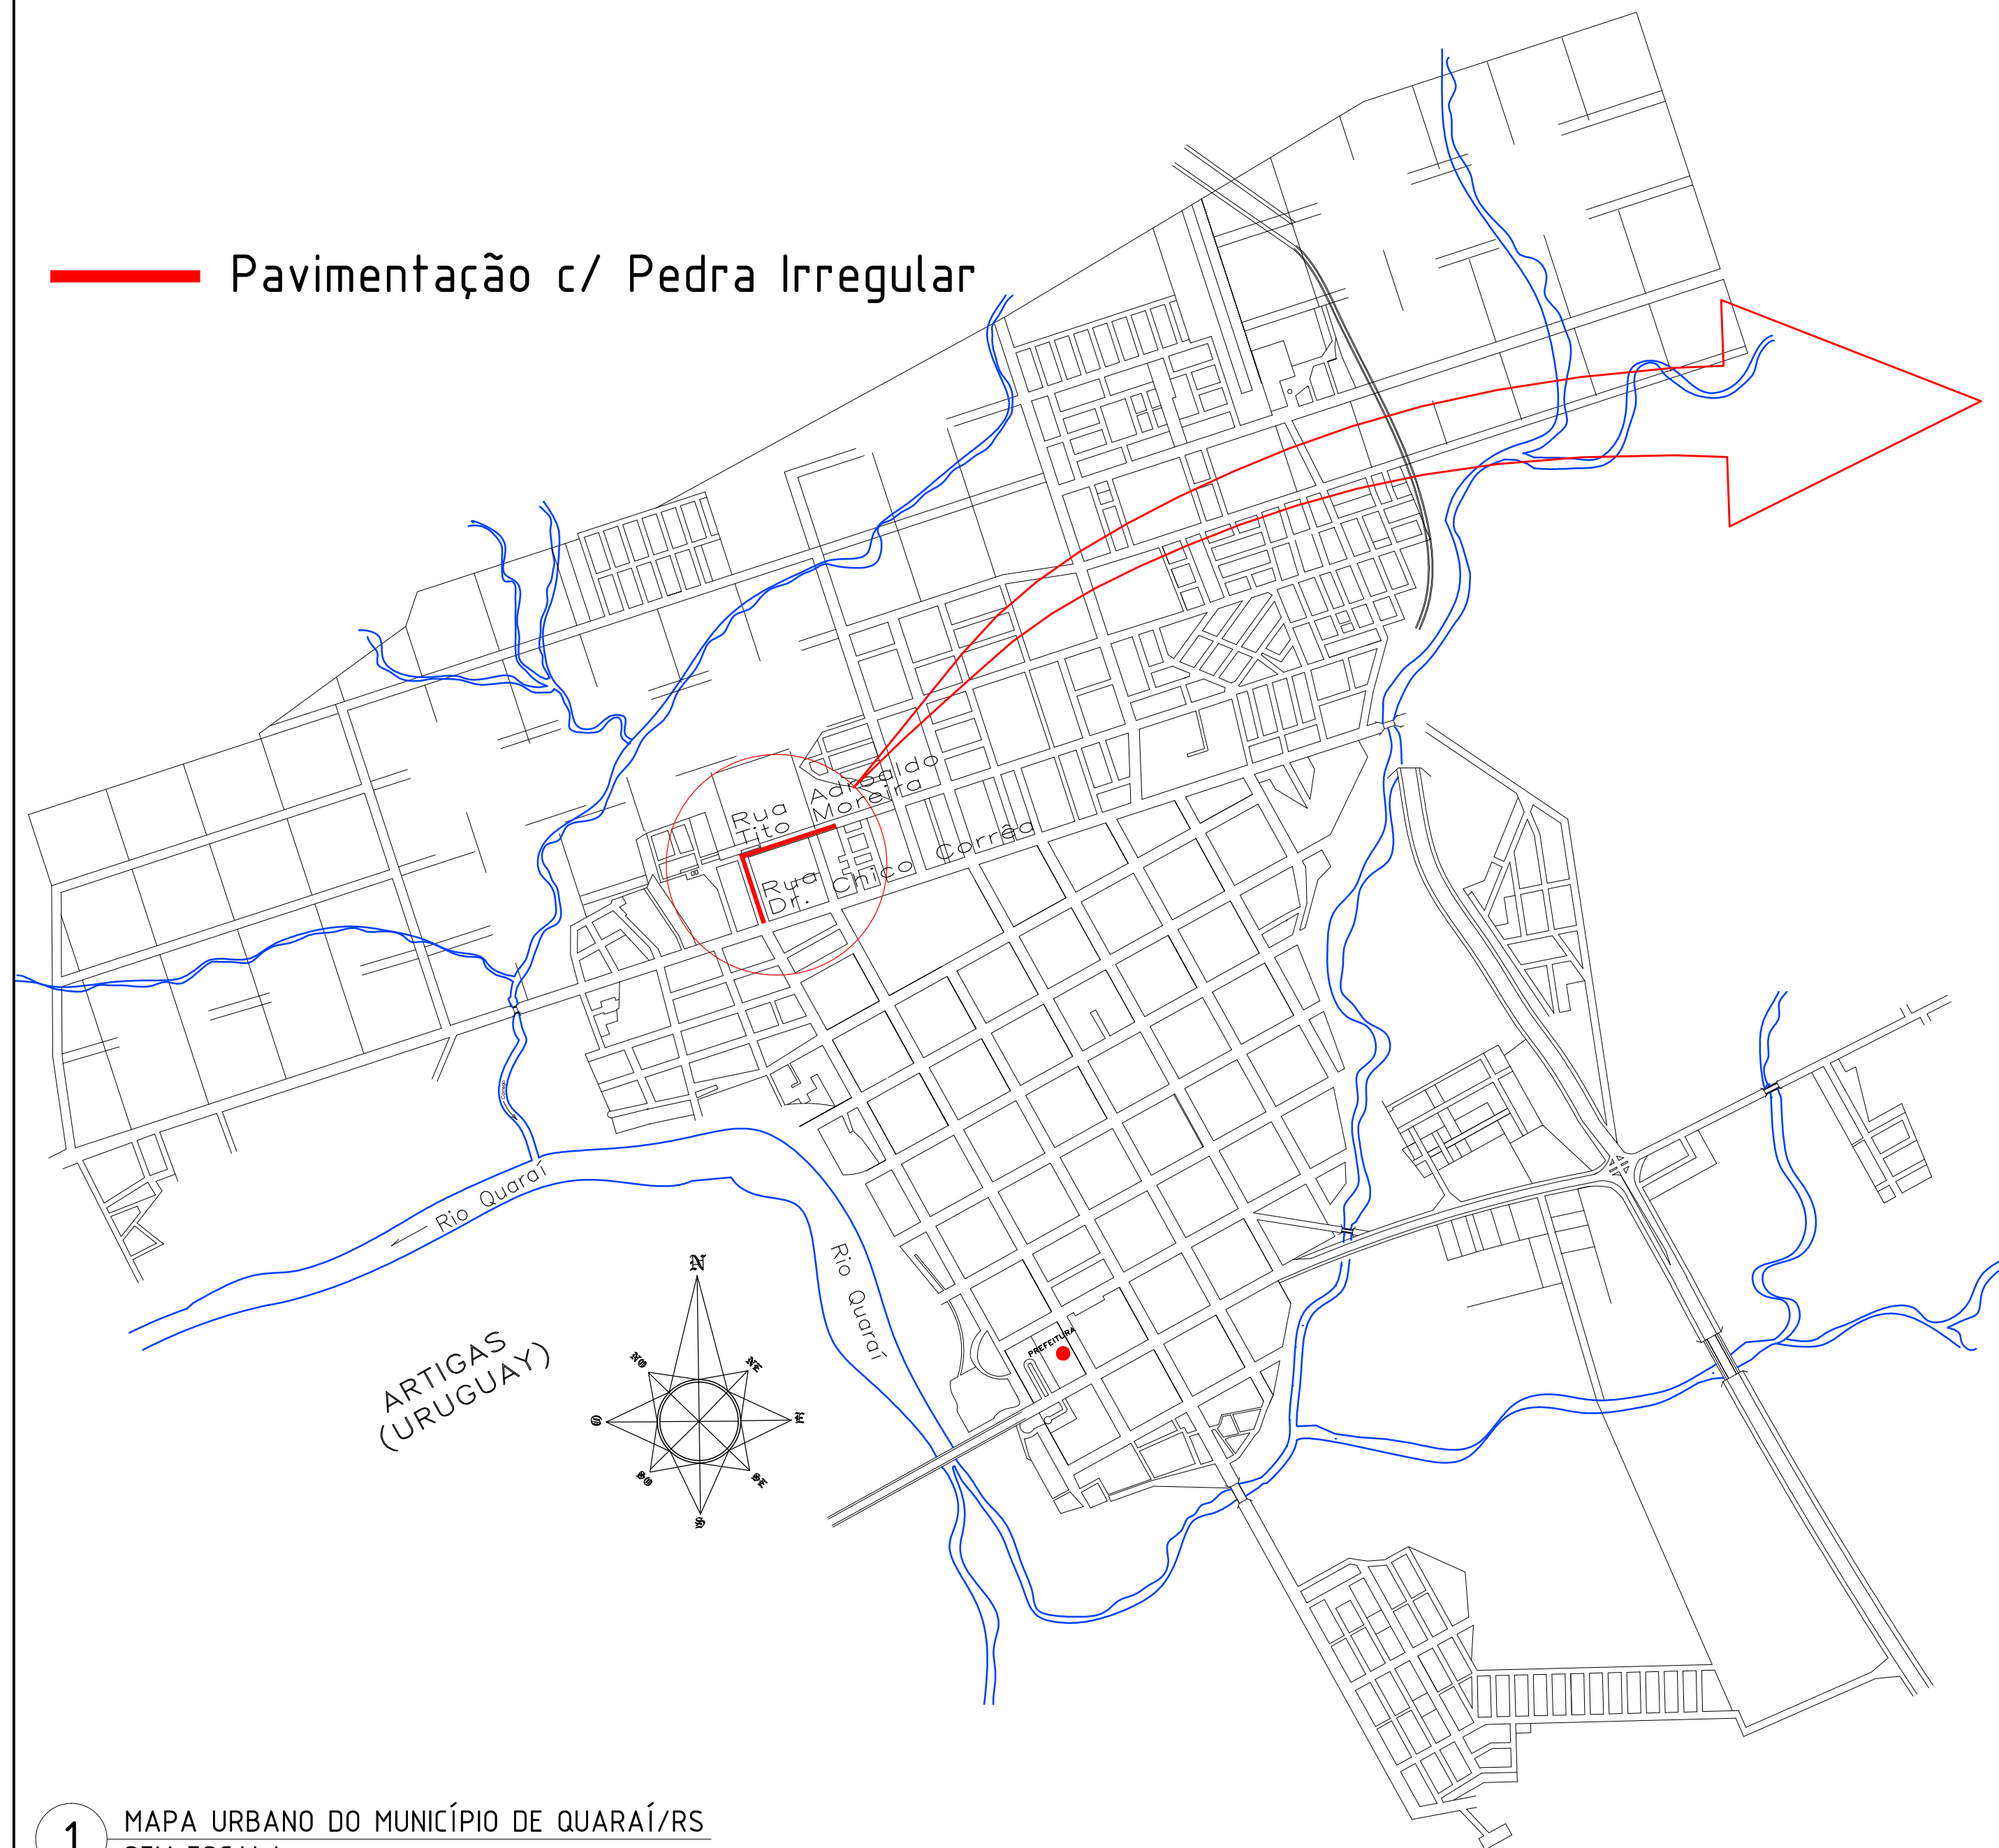 Pavimentação c/ Pedra Irregular
Rua Adroaldo
Tito Moreira
Rua Chico Corrêa
Dr.
Rio Quaraí
Rio Quaraí
ARTIGAS
(URUGUAY)
N
NO
NE
O
E
SO
SE
S
PREFEITURA
1
MAPA URBANO DO MUNICÍPIO DE QUARAÍ/RS